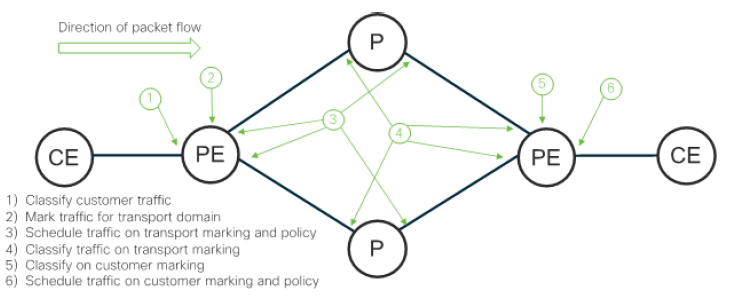 Direction of packet flow
P
1
2
3
4
5
6
CE
PE
PE
CE
P
1) Classify customer traffic
2) Mark traffic for transport domain
3) Schedule traffic on transport marking and policy
4) Classify traffic on transport marking
5) Classify on customer marking
6) Schedule traffic on customer marking and policy